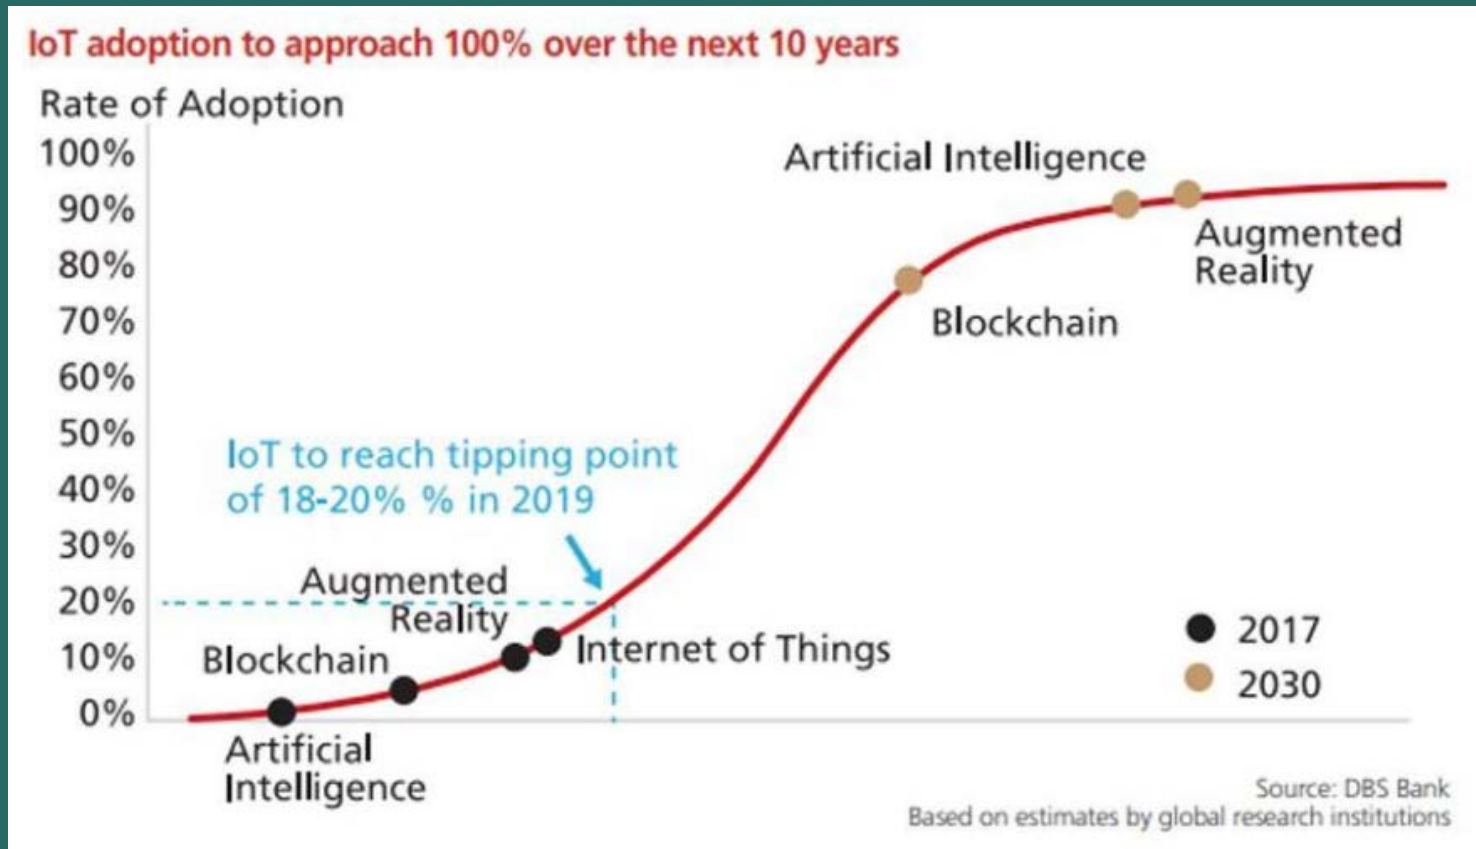 IoT adoption to approach 100% over the next 10 years
Rate of Adoption
100%
90%
80%
70%
60%
50%
40%
30%
20%
10%
0%
Artificial Intelligence
Augmented
Reality
Blockchain
IoT to reach tipping point
of 18-20% % in 2019
Augmented
Reality
Internet of Things
Blockchain
Artificial
Intelligence
2017
2030
Source: DBS Bank
Based on estimates by global research institutions